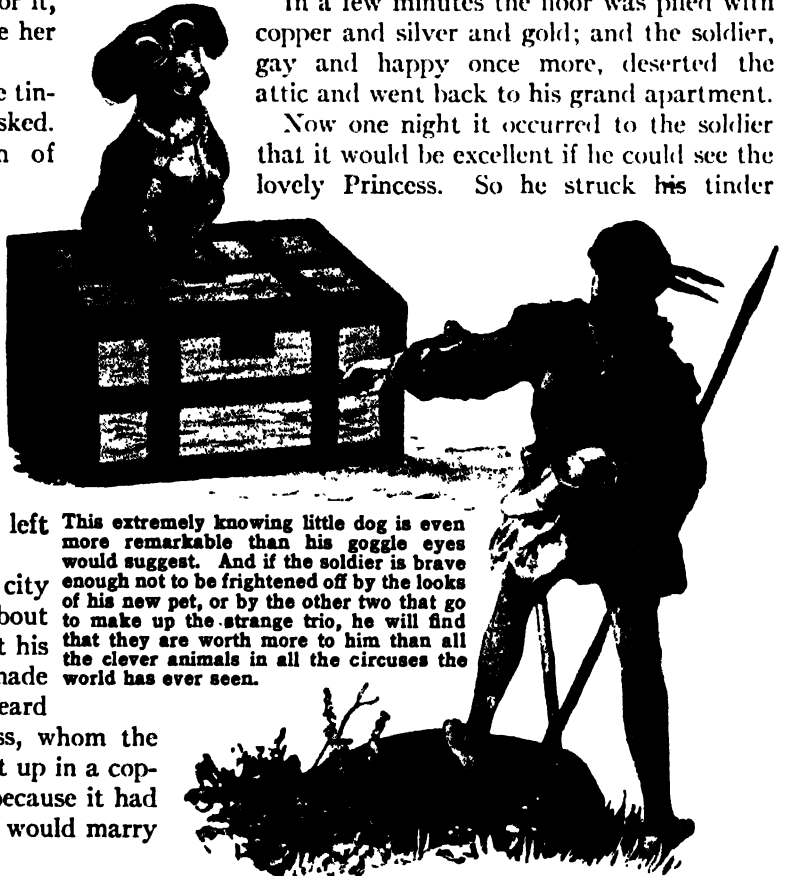 or it,
e her
e tin-
sked.
n of
In a few minutes the floor was piled with
copper and silver and gold; and the soldier,
gay and happy once more, deserted the
attic and went back to his grand apartment.
Now one night it occurred to the soldier
that it would be excellent if he could see the
lovely Princess. So he struck his tinder
This extremely knowing little dog is even
more remarkable than his goggle eyes
would suggest. And if the soldier is brave
enough not to be frightened off by the looks
of his new pet, or by the other two that go
to make up the strange trio, he will find
that they are worth more to him than all
the clever animals in all the circuses the
world has ever seen.
left
city
bout
t his
nade
eard
ss, whom the
t up in a cop-
because it had
would marry